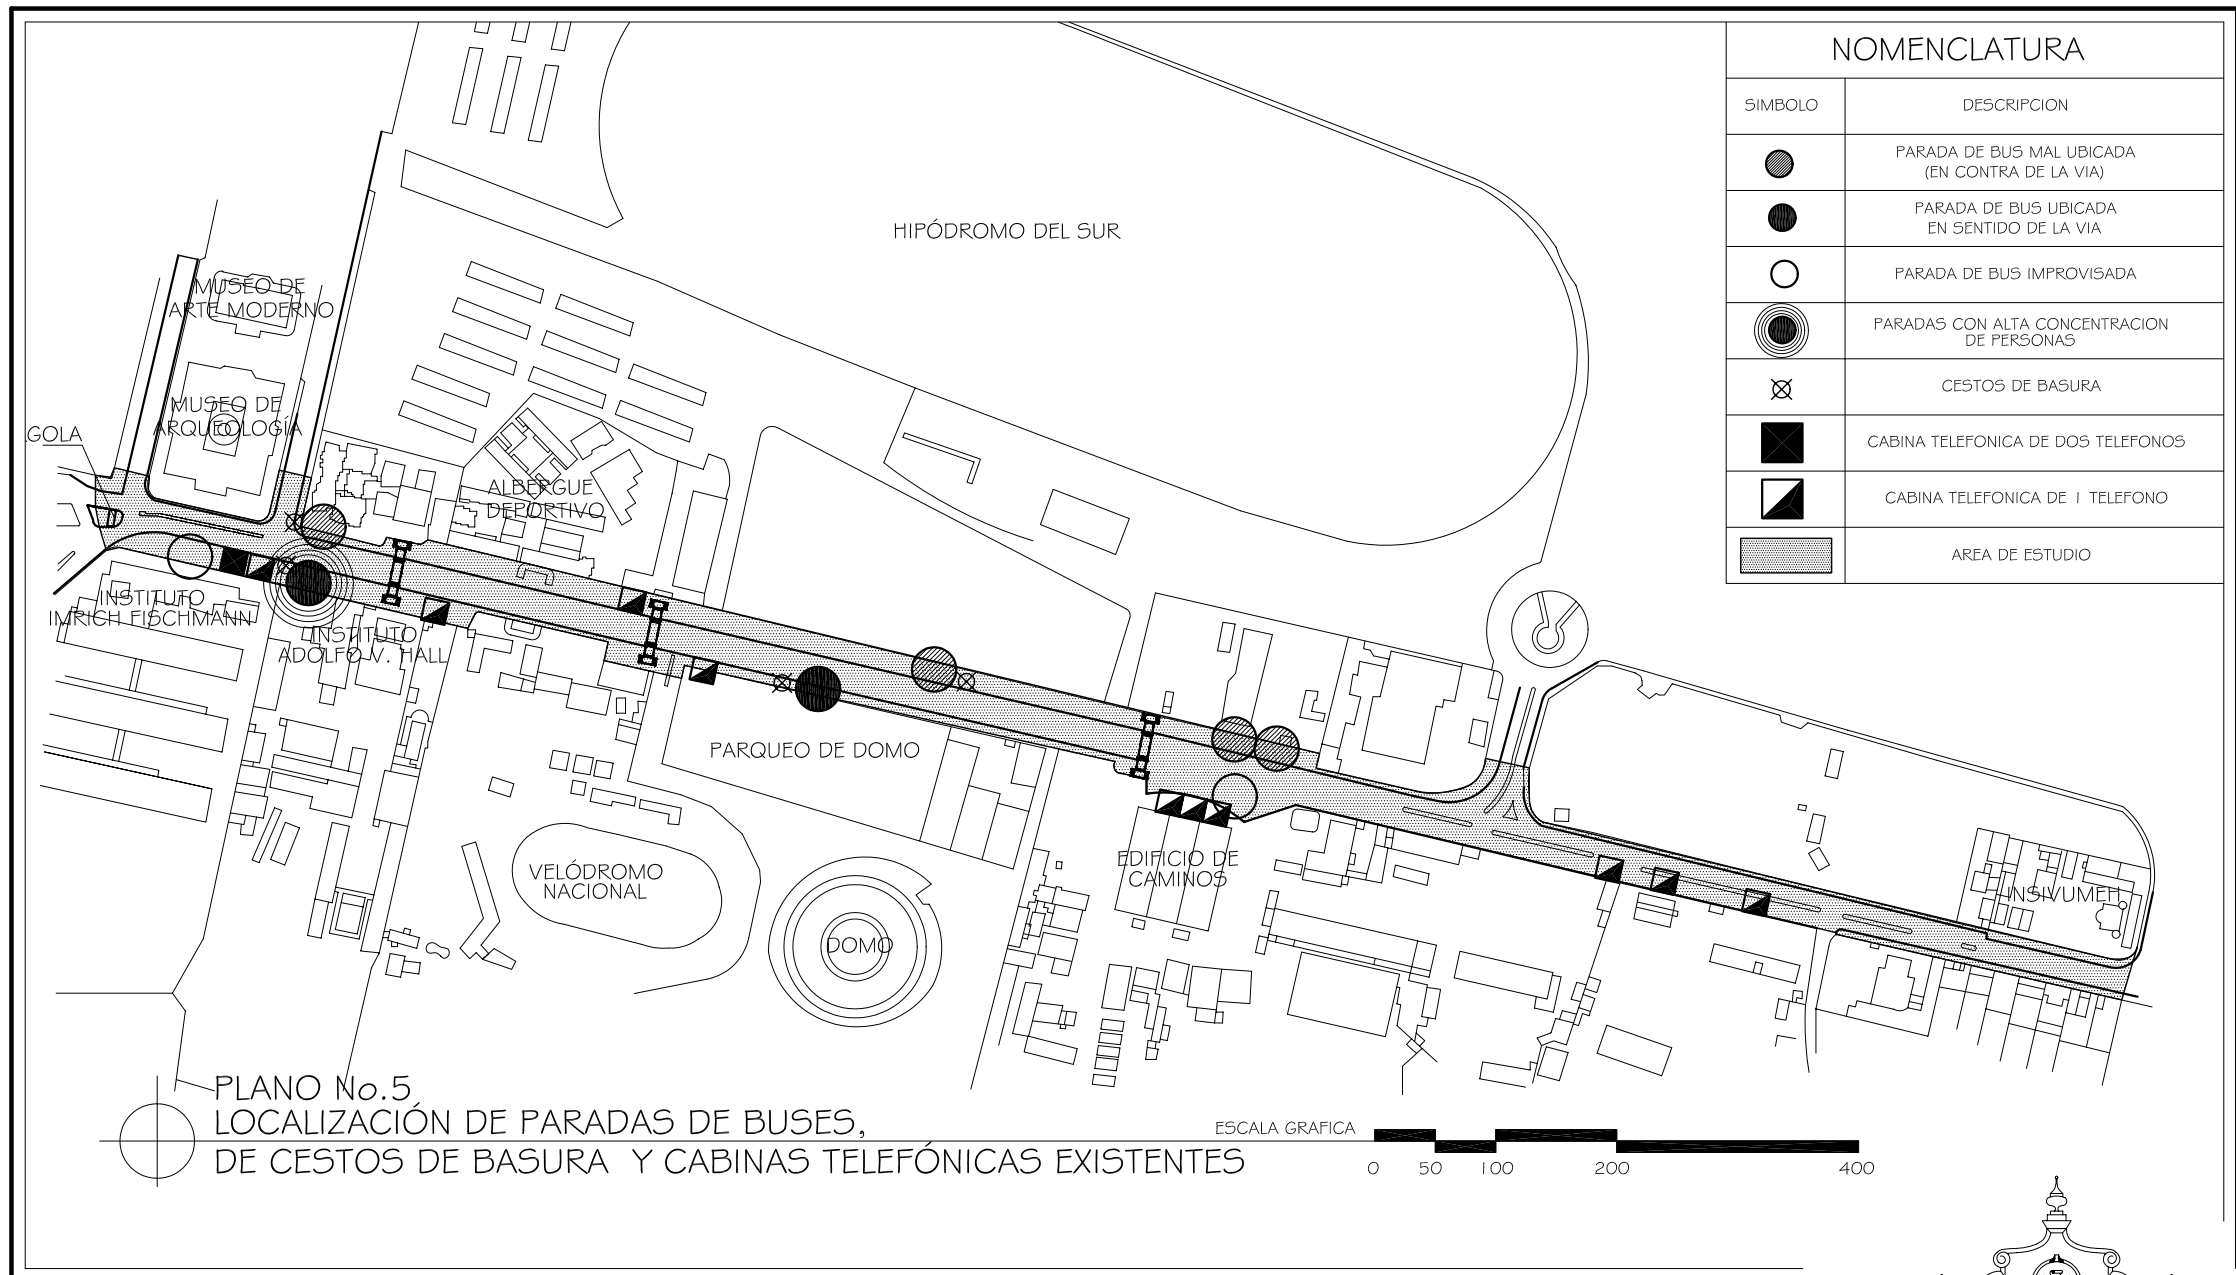 NOMENCLATURA
SIMBOLO
DESCRIPCION
PARADA DE BUS MAL UBICADA
(EN CONTRA DE LA VIA)
PARADA DE BUS UBICADA
EN SENTIDO DE LA VIA
PARADA DE BUS IMPROVISADA
PARADAS CON ALTA CONCENTRACION
DE PERSONAS
CESTOS DE BASURA
CABINA TELEFONICA DE DOS TELEFONOS
CABINA TELEFONICA DE 1 TELEFONO
AREA DE ESTUDIO
HIPÓDROMO DEL SUR
MUSEO DE
ARTE MODERNO
MUSEO DE
ARQUEOLOGÍA
GOLA
ALBERGUE
DEPORTIVO
INSTITUTO
IMRICH FISCHMANN
INSTITUTO
ADOLFO V. HALL
PARQUEO DE DOMO
VELÓDROMO
NACIONAL
DOMO
EDIFICIO DE
CAMINOS
INSIVUMEH
PLANO No.5
LOCALIZACIÓN DE PARADAS DE BUSES,
DE CESTOS DE BASURA Y CABINAS TELEFÓNICAS EXISTENTES
ESCALA GRAFICA
0 50 100 200 400